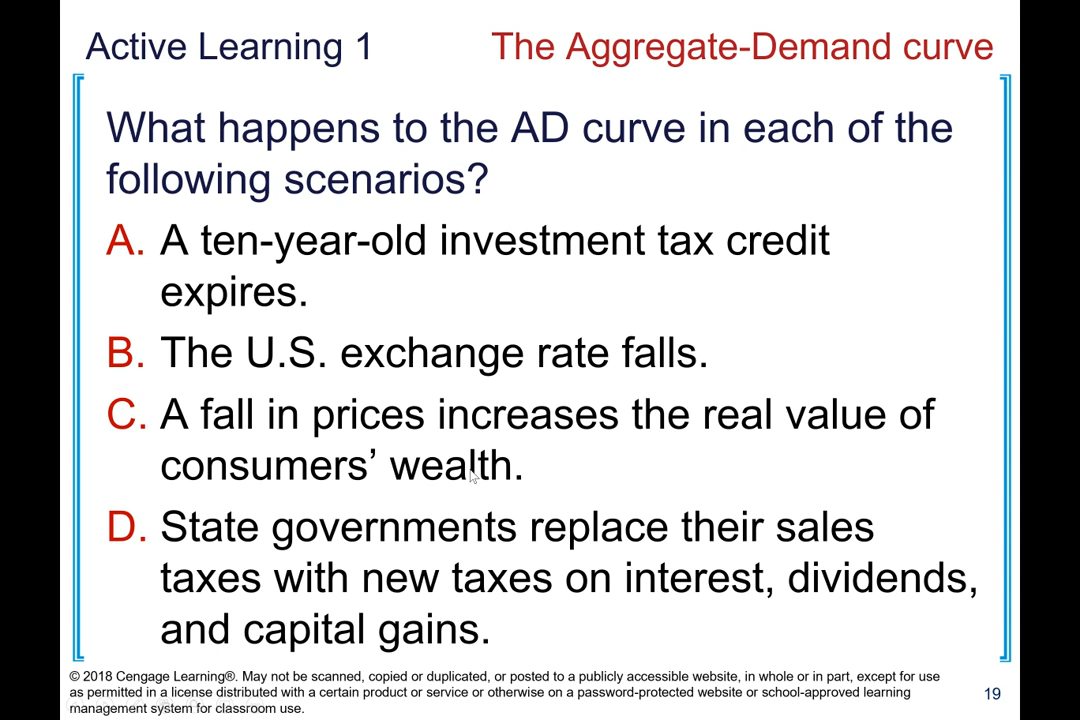 Active Learning 1 The Aggregate-Demand curve
What happens to the AD curve in each of the
following scenarios?
A. A ten-year-old investment tax credit
expires.
B. The U.S. exchange rate falls.
C. A fall in prices increases the real value of
consumers’ wealth.
D. State governments replace their sales
taxes with new taxes on interest, dividends,
and capital gains.
© 2018 Cengage Learning®. May not be scanned, copied or duplicated, or posted to a publicly accessible website, in whole or in part, except for use
as permitted in a license distributed with a certain product or service or otherwise on a password-protected website or school-approved learning
management system for classroom use.
19